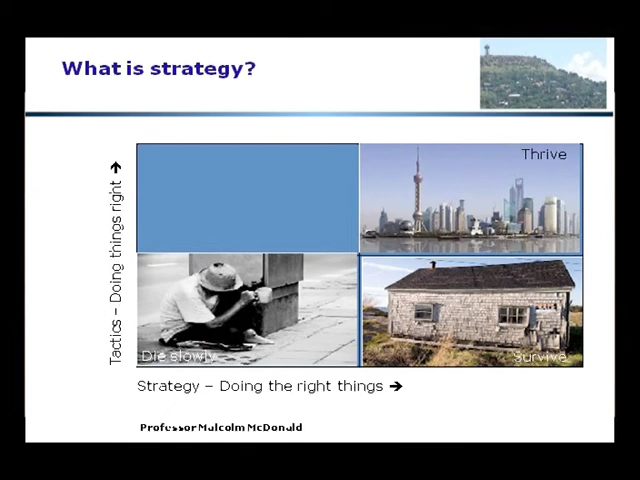 What is strategy?
Thrive
Tactics – Doing things right →
Die slowly
Survive
Strategy – Doing the right things →
Professor Malcolm McDonald